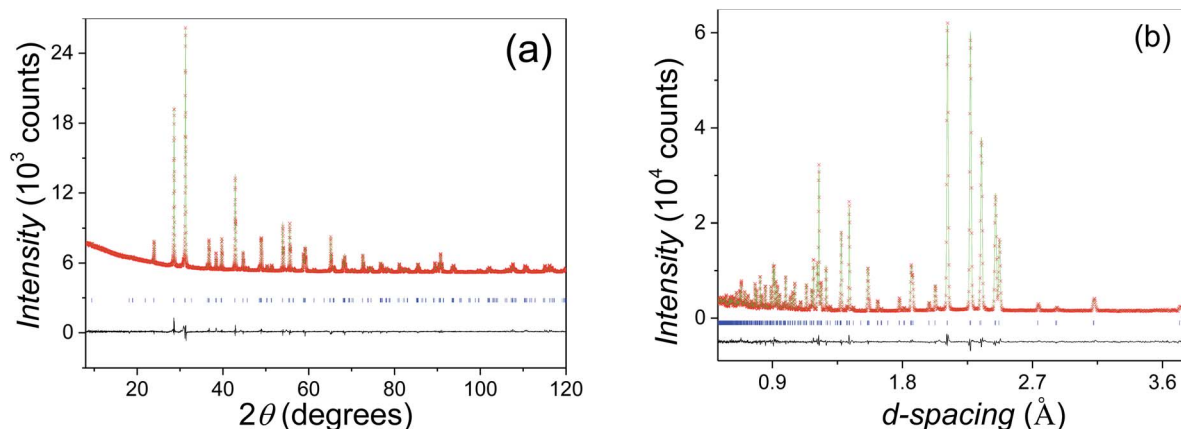 (a)
Intensity (10³ counts)
24
18
12
6
0
20 40 60 80 100 120
2θ (degrees)
(b)
Intensity (10⁴ counts)
6
4
2
0
0.9 1.8 2.7 3.6
d-spacing (Å)